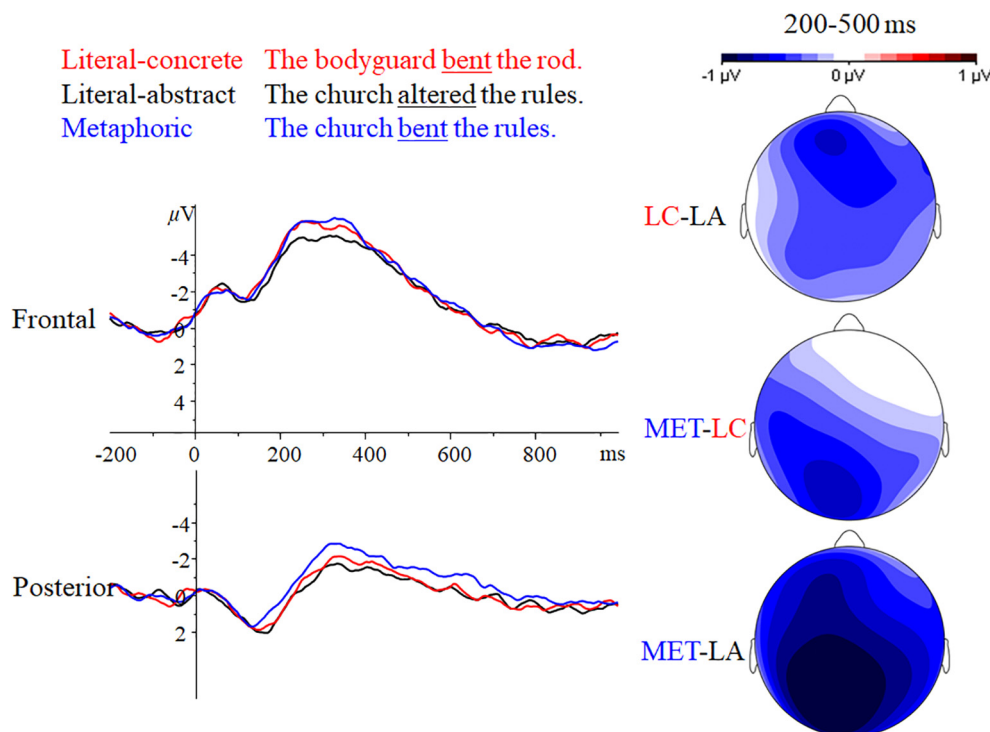 200-500 ms
-1 µV 0 µV 1 µV
Literal-concrete The bodyguard bent the rod.
Literal-abstract The church altered the rules.
Metaphoric The church bent the rules.
LC-LA
µV
-4
-2
Frontal
0
2
4
-200 0 200 400 600 800 ms
MET-LC
-4
-2
Posterior
0
2
MET-LA